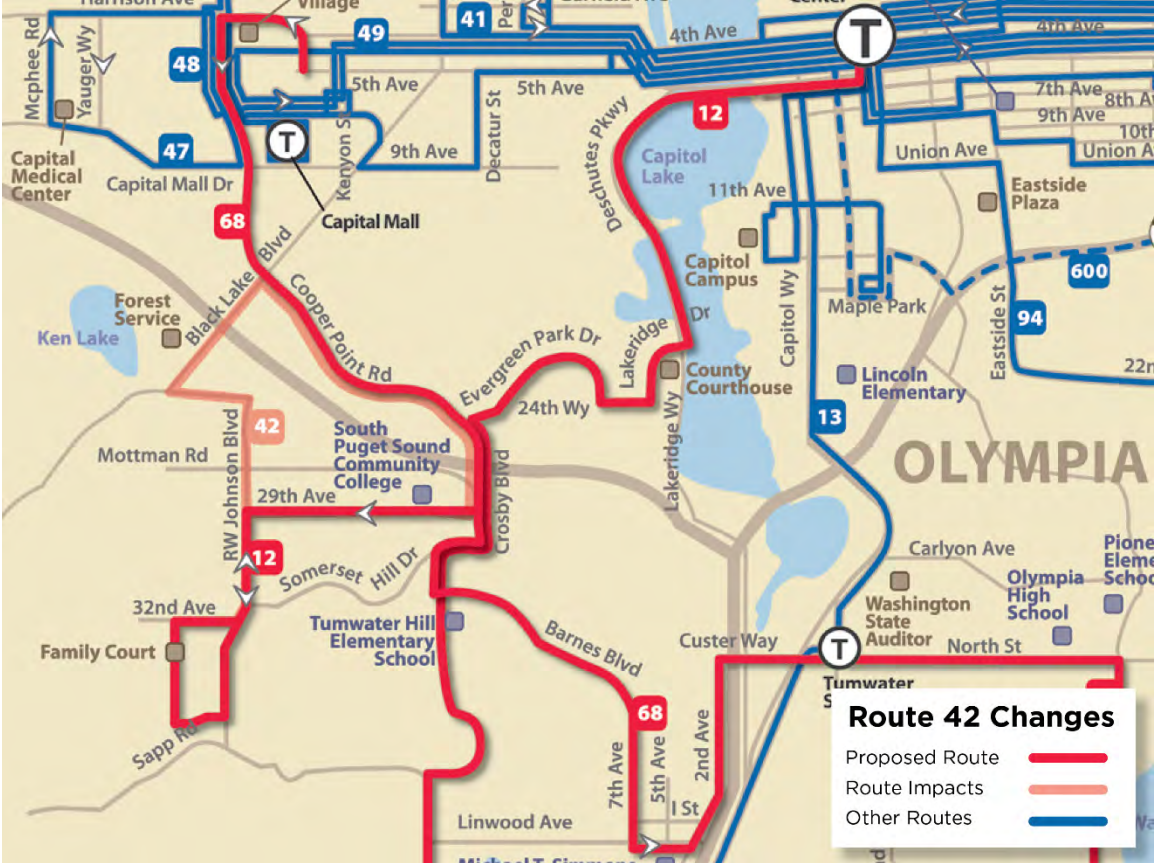 Harrison Ave
Village
41
Center
4th Ave
4th Ave
Mcphee Rd
Yauger Wy
48
49
T
5th Ave
5th Ave
12
7th Ave
8th A
9th Ave
10th
Union Ave
Union A
Capital
Medical
Center
47
Capital Mall Dr
T
Kenyon St
9th Ave
Decatur St
Deschutes Pkwy
Capitol
Lake
11th Ave
Eastside
Plaza
68
Capital Mall
Black Lake Blvd
Cooper Point Rd
Capitol
Campus
Capitol Wy
Maple Park
600
Eastside St
94
Forest
Service
Ken Lake
Evergreen Park Dr
Lakeridge Dr
24th Wy
County
Courthouse
Lakeridge Wy
Lincoln
Elementary
22n
13
OLYMPIA
42
RW Johnson Blvd
Mottman Rd
South
Puget Sound
Community
College
29th Ave
Crosby Blvd
12
Somerset Hill Dr
Carlyon Ave
Pione
Eleme
Schoo
Olympia
High
School
Washington
State
Auditor
32nd Ave
Family Court
Sapp Rd
Tumwater Hill
Elementary
School
Barnes Blvd
Custer Way
T
North St
Tumwater
S
68
7th Ave
5th Ave
2nd Ave
I St
Linwood Ave
Michael T. Simmons
Route 42 Changes
Proposed Route
Route Impacts
Other Routes